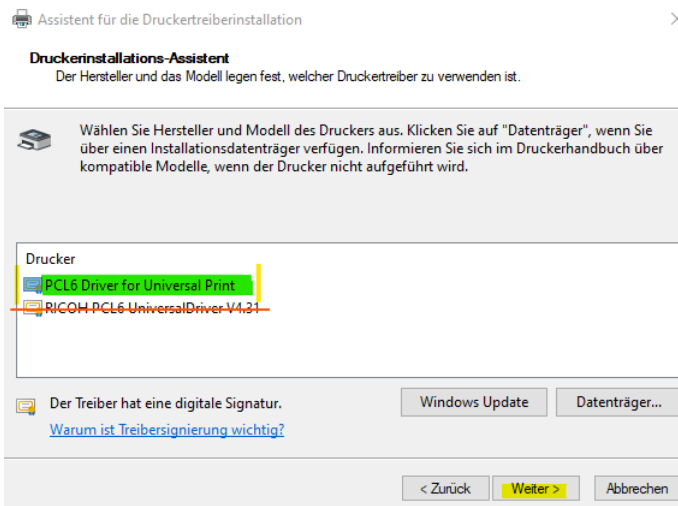 Assistent für die Druckertreiberinstallation
Druckerinstallations-Assistent
Der Hersteller und das Modell legen fest, welcher Druckertreiber zu verwenden ist.
Wählen Sie Hersteller und Modell des Druckers aus. Klicken Sie auf "Datenträger", wenn Sie
über einen Installationsdatenträger verfügen. Informieren Sie sich im Druckerhandbuch über
kompatible Modelle, wenn der Drucker nicht aufgeführt wird.
Drucker
PCL6 Driver for Universal Print
RICOH PCL6 UniversalDriver V4.31
Der Treiber hat eine digitale Signatur.
Warum ist Treibersignierung wichtig?
Windows Update
Datenträger...
< Zurück
Weiter >
Abbrechen